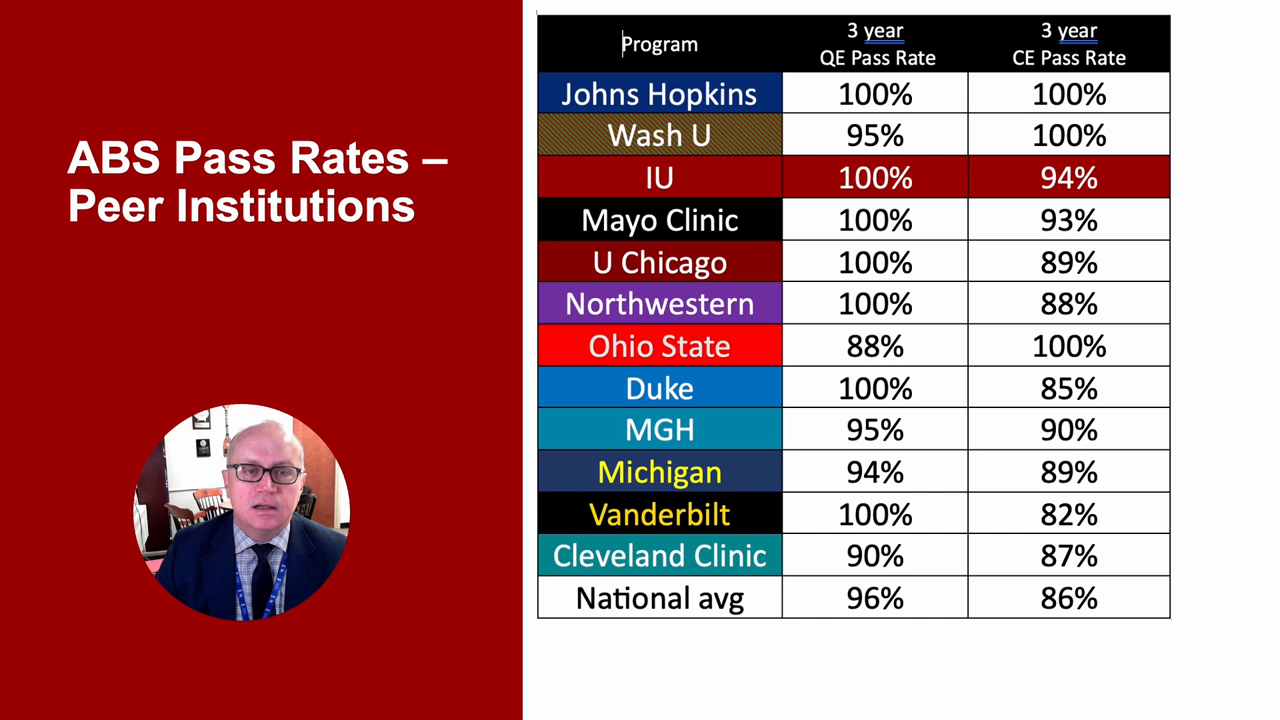 ABS Pass Rates –
Peer Institutions
Program
3 year
QE Pass Rate
3 year
CE Pass Rate
Johns Hopkins 100% 100%
Wash U 95% 100%
IU 100% 94%
Mayo Clinic 100% 93%
U Chicago 100% 89%
Northwestern 100% 88%
Ohio State 88% 100%
Duke 100% 85%
MGH 95% 90%
Michigan 94% 89%
Vanderbilt 100% 82%
Cleveland Clinic 90% 87%
National avg 96% 86%